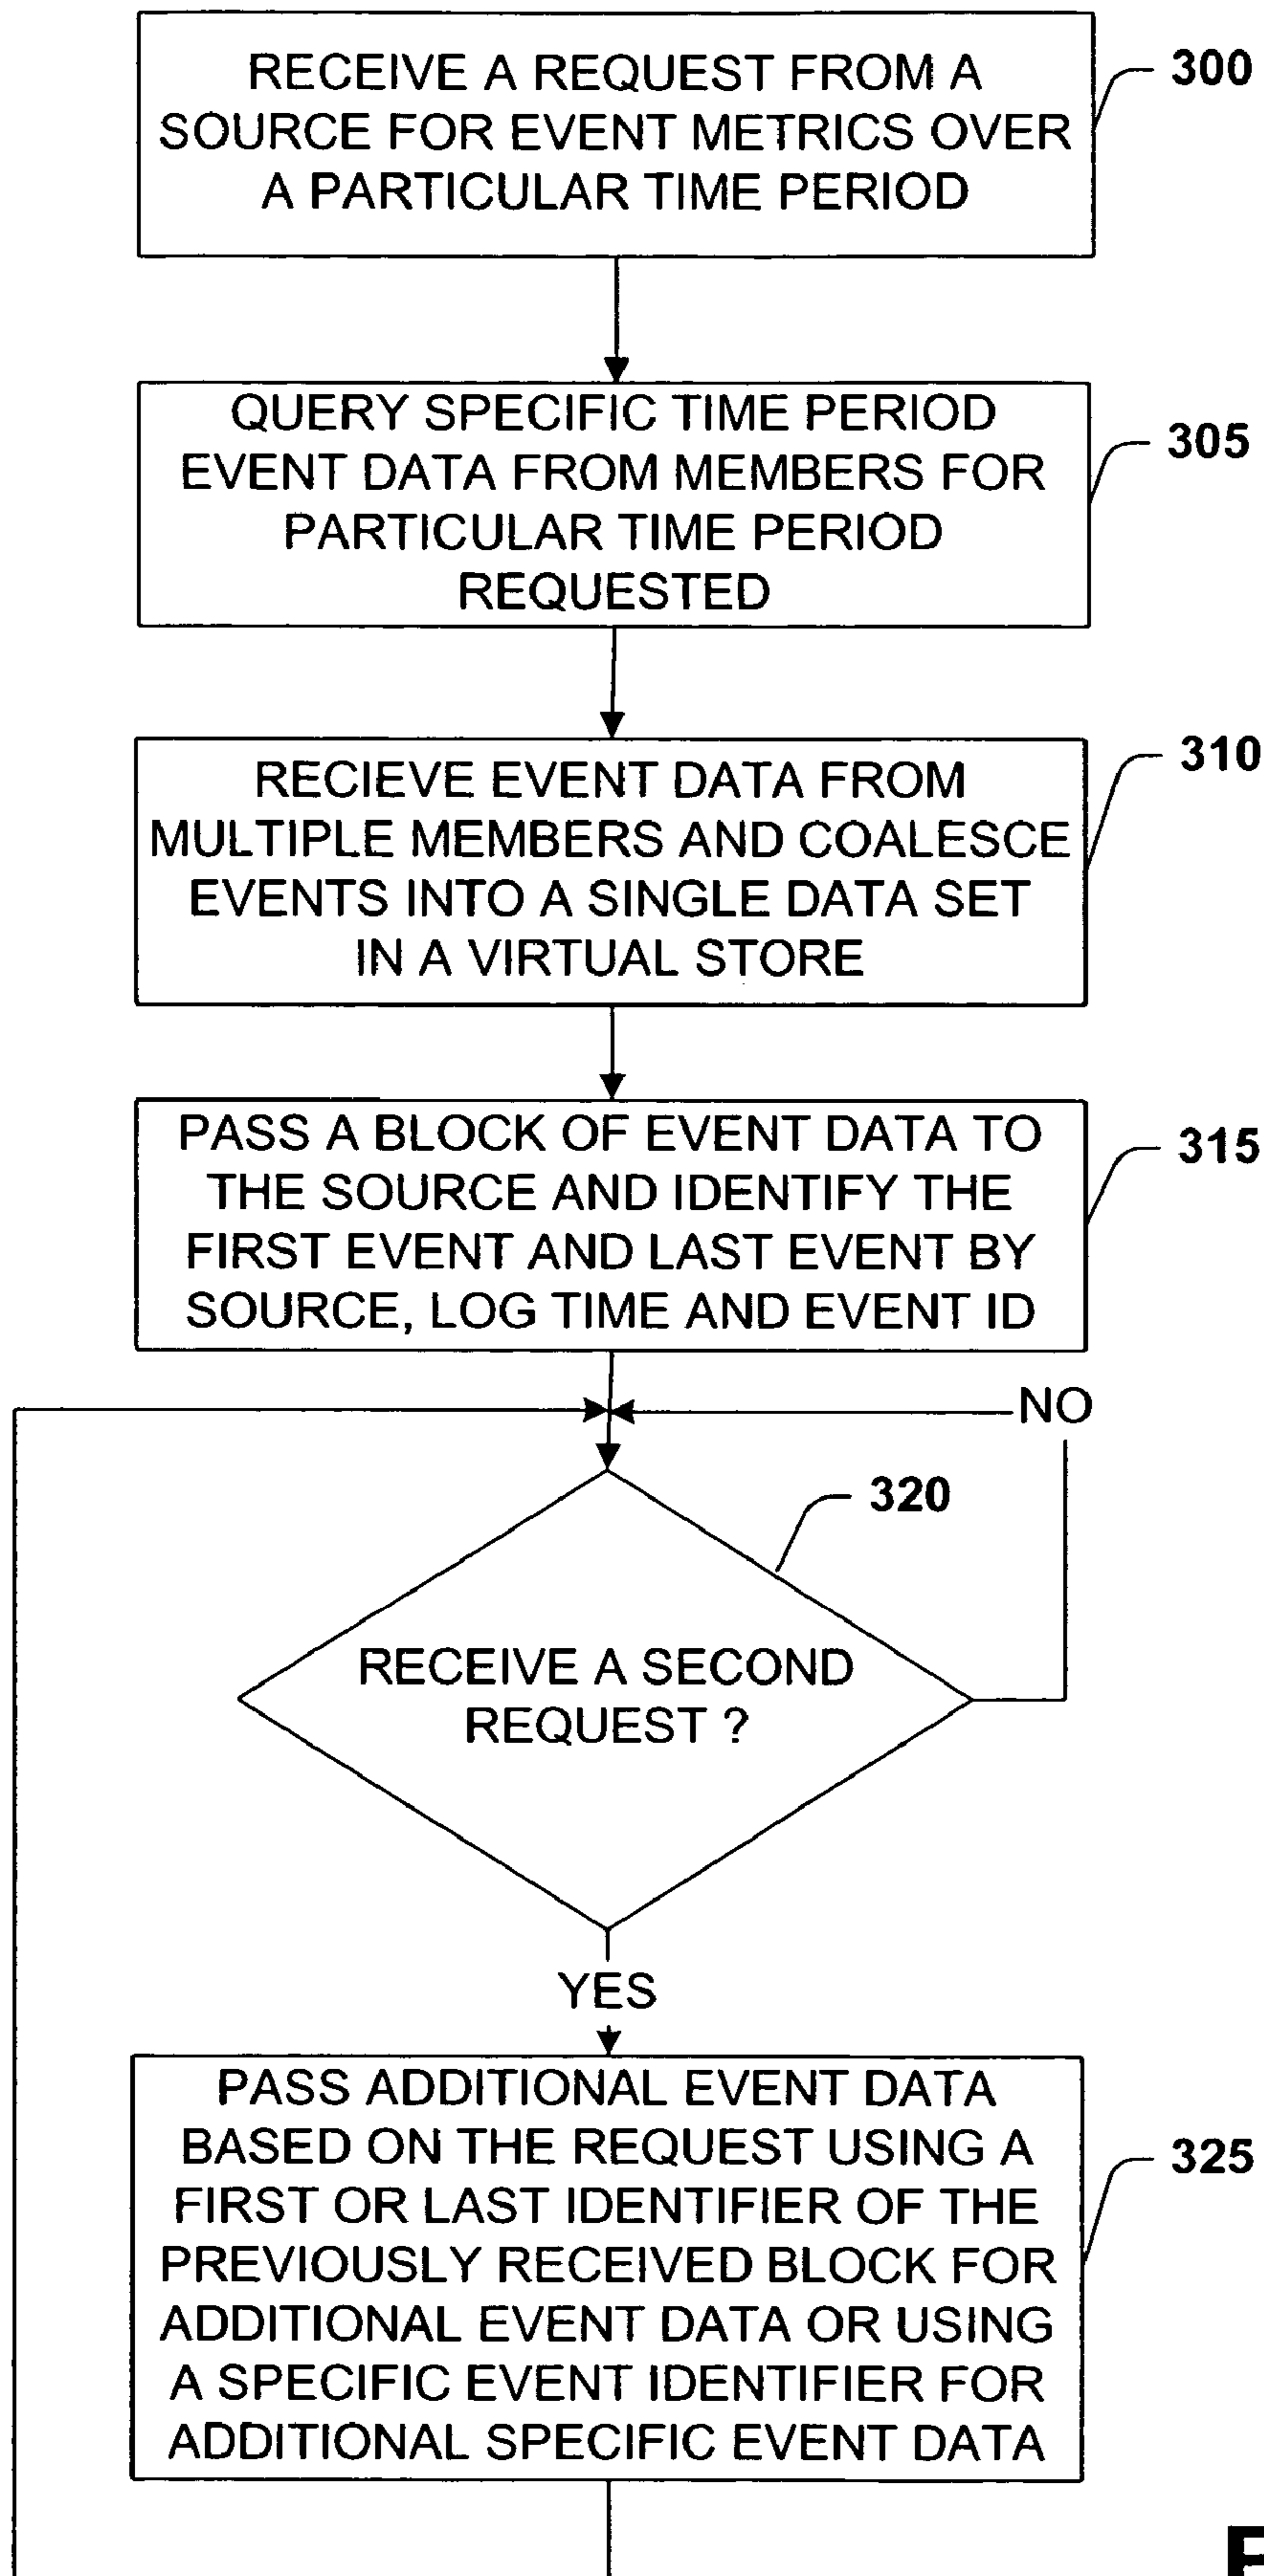 RECEIVE A REQUEST FROM A
SOURCE FOR EVENT METRICS OVER
A PARTICULAR TIME PERIOD
300
QUERY SPECIFIC TIME PERIOD
EVENT DATA FROM MEMBERS FOR
PARTICULAR TIME PERIOD
REQUESTED
305
RECIEVE EVENT DATA FROM
MULTIPLE MEMBERS AND COALESCE
EVENTS INTO A SINGLE DATA SET
IN A VIRTUAL STORE
310
PASS A BLOCK OF EVENT DATA TO
THE SOURCE AND IDENTIFY THE
FIRST EVENT AND LAST EVENT BY
SOURCE, LOG TIME AND EVENT ID
315
NO
320
RECEIVE A SECOND
REQUEST ?
YES
PASS ADDITIONAL EVENT DATA
BASED ON THE REQUEST USING A
FIRST OR LAST IDENTIFIER OF THE
PREVIOUSLY RECEIVED BLOCK FOR
ADDITIONAL EVENT DATA OR USING
A SPECIFIC EVENT IDENTIFIER FOR
ADDITIONAL SPECIFIC EVENT DATA
325